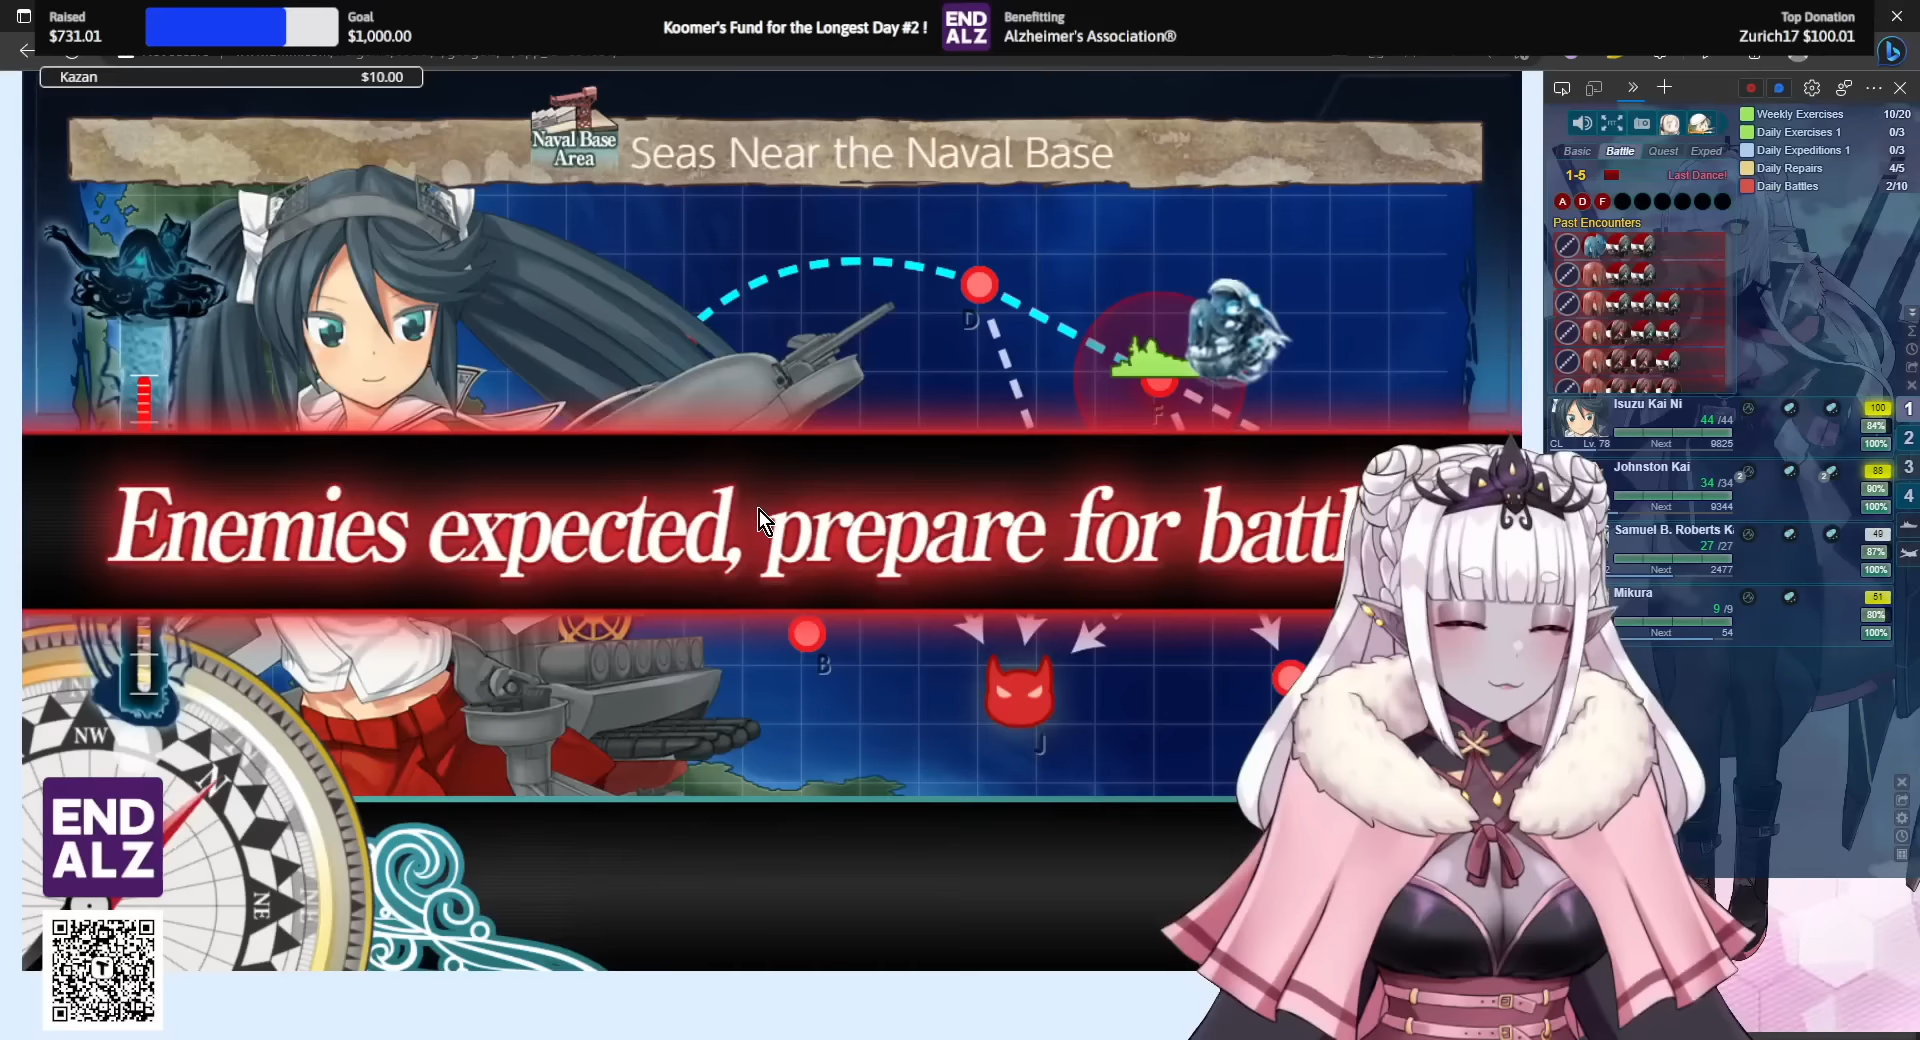 Raised
$731.01
Goal
$1,000.00
Koomer's Fund for the Longest Day #2 !
END
ALZ
Benefitting
Alzheimer's Association®
Top Donation
Zurich17 $100.01
Kazan $10.00
Naval Base
Area
Seas Near the Naval Base
D
Enemies expected, prepare for battl
B
J
NW
N
NE
END
ALZ
T
Basic Battle Quest Exped
1-5 Last Dance!
A D F
Past Encounters
Weekly Exercises 10/20
Daily Exercises 1 0/3
Daily Expeditions 1 0/3
Daily Repairs 4/5
Daily Battles 2/10
Isuzu Kai Ni 100
44 /44 84%
CL Lv. 78 Next 9825 100%
Johnston Kai 88
34 /34 90%
Next 9344 100%
Samuel B. Roberts K 49
27 /27 87%
Next 2477 100%
Mikura 51
9 /9 80%
Next 54 100%
1
2
3
4